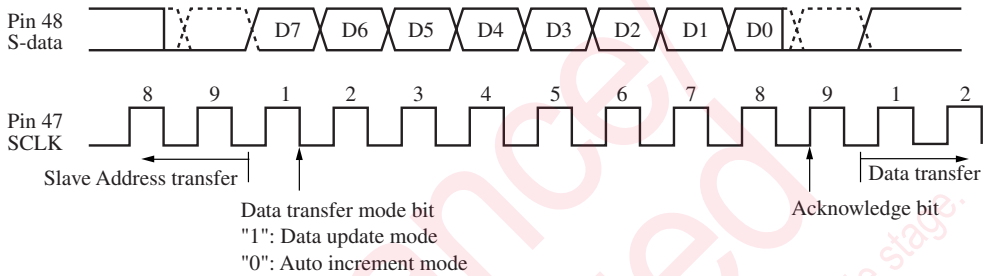 Pin 48
S-data
D7 D6 D5 D4 D3 D2 D1 D0
8 9 1 2 3 4 5 6 7 8 9 1 2
Pin 47
SCLK
Slave Address transfer
Data transfer
Data transfer mode bit
"1": Data update mode
"0": Auto increment mode
Acknowledge bit
stage.